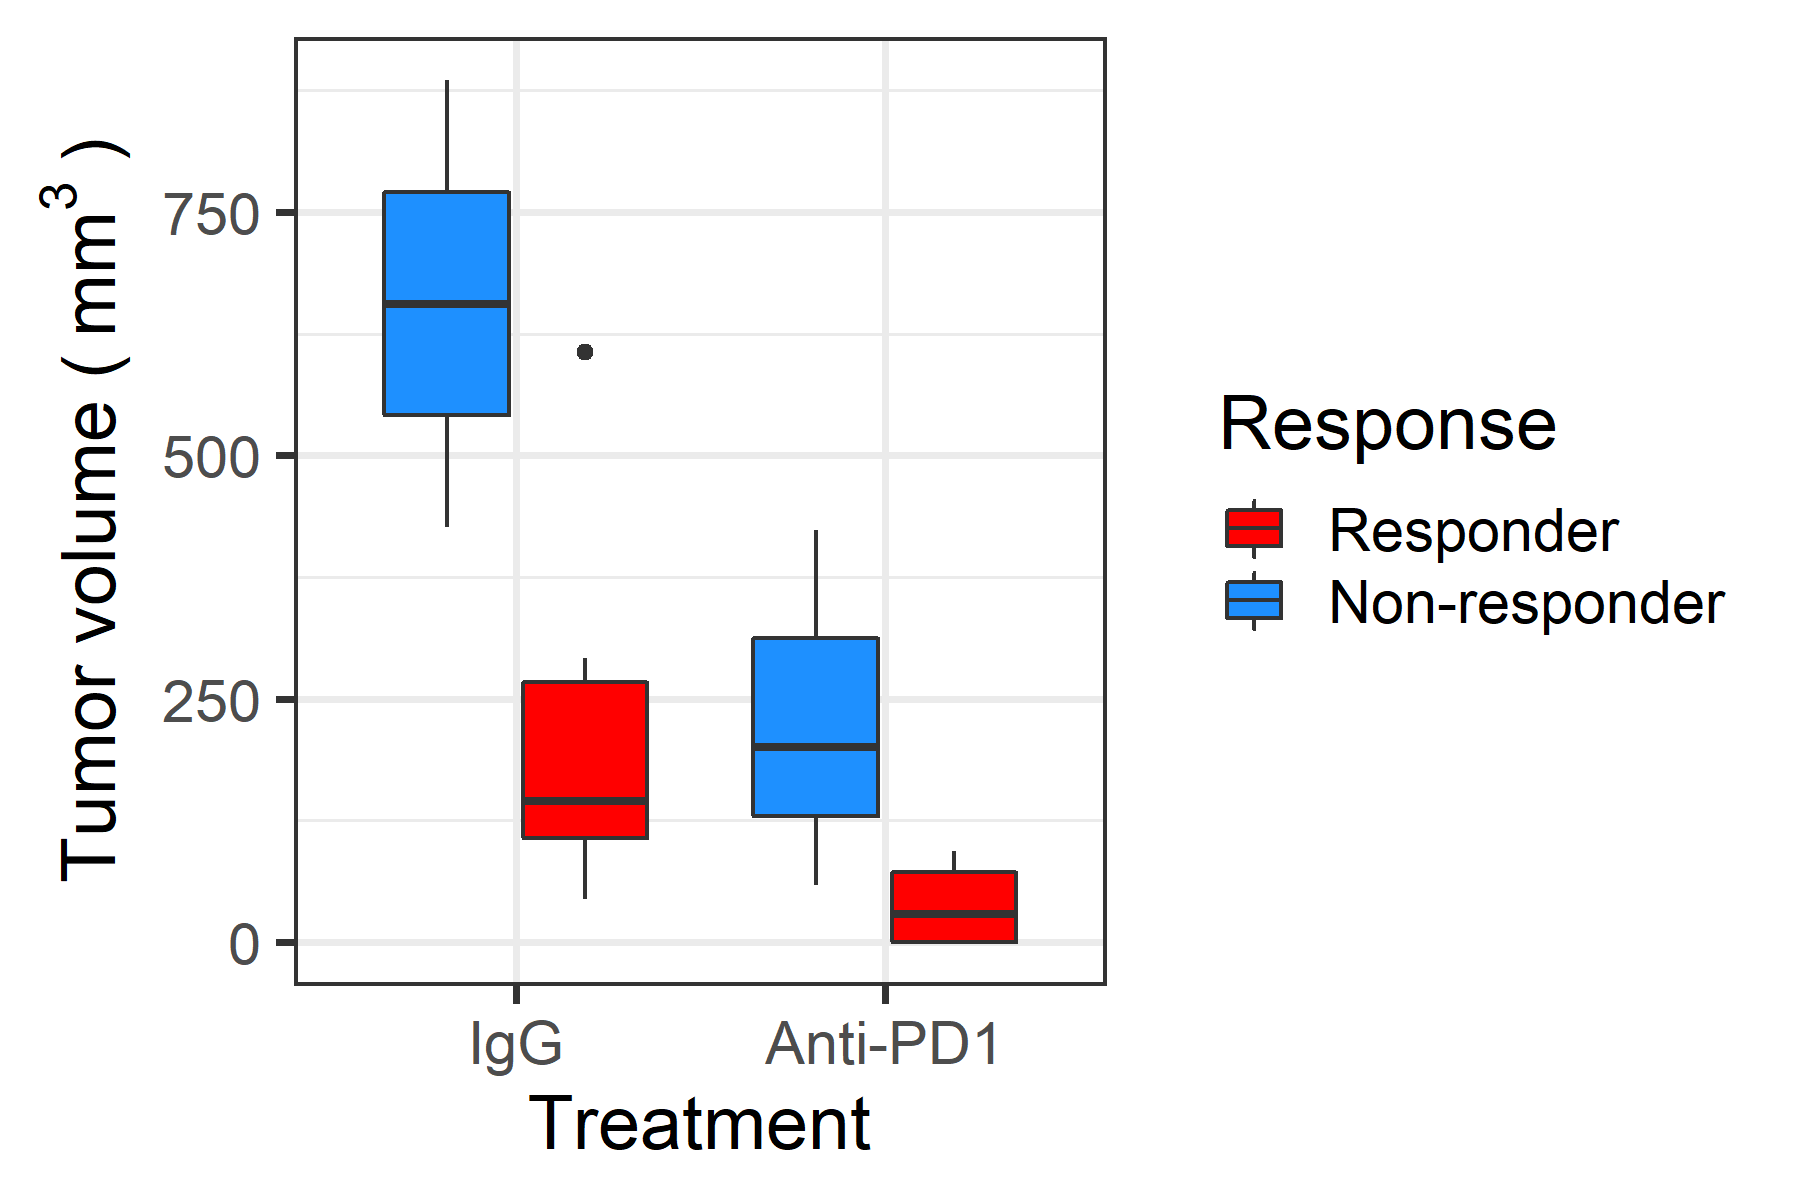 Tumor volume ( mm³ )
750
500
250
0
IgG
Anti-PD1
Treatment
Response
Responder
Non-responder